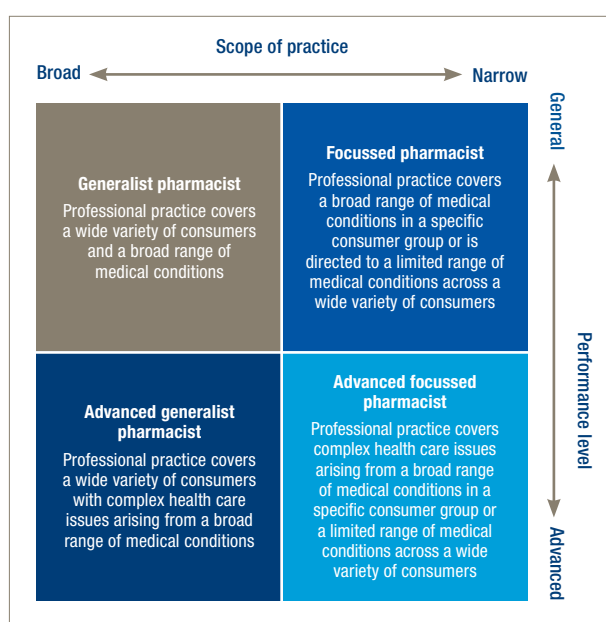 Scope of practice
Broad
Narrow
General
Generalist pharmacist
Professional practice covers
a wide variety of consumers
and a broad range of
medical conditions
Focussed pharmacist
Professional practice covers
a broad range of medical
conditions in a specific
consumer group or is
directed to a limited range of
medical conditions across a
wide variety of consumers
Performance level
Advanced generalist
pharmacist
Professional practice covers
a wide variety of consumers
with complex health care
issues arising from a broad
range of medical conditions
Advanced focussed
pharmacist
Professional practice covers
complex health care issues
arising from a broad range
of medical conditions in a
specific consumer group or
a limited range of medical
conditions across a wide
variety of consumers
Advanced